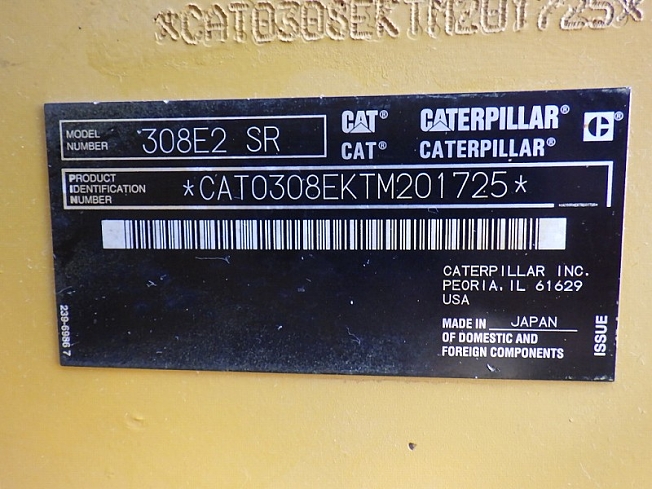 *CAT0308EKTM201725*
MODEL NUMBER 308E2 SR
CAT® CATERPILLAR®
CAT® CATERPILLAR®
C
PRODUCT IDENTIFICATION NUMBER *CAT0308EKTM201725*
CATERPILLAR INC.
PEORIA, IL 61629
USA
MADE IN JAPAN
OF DOMESTIC AND
FOREIGN COMPONENTS
ISSUE
239-5986 7